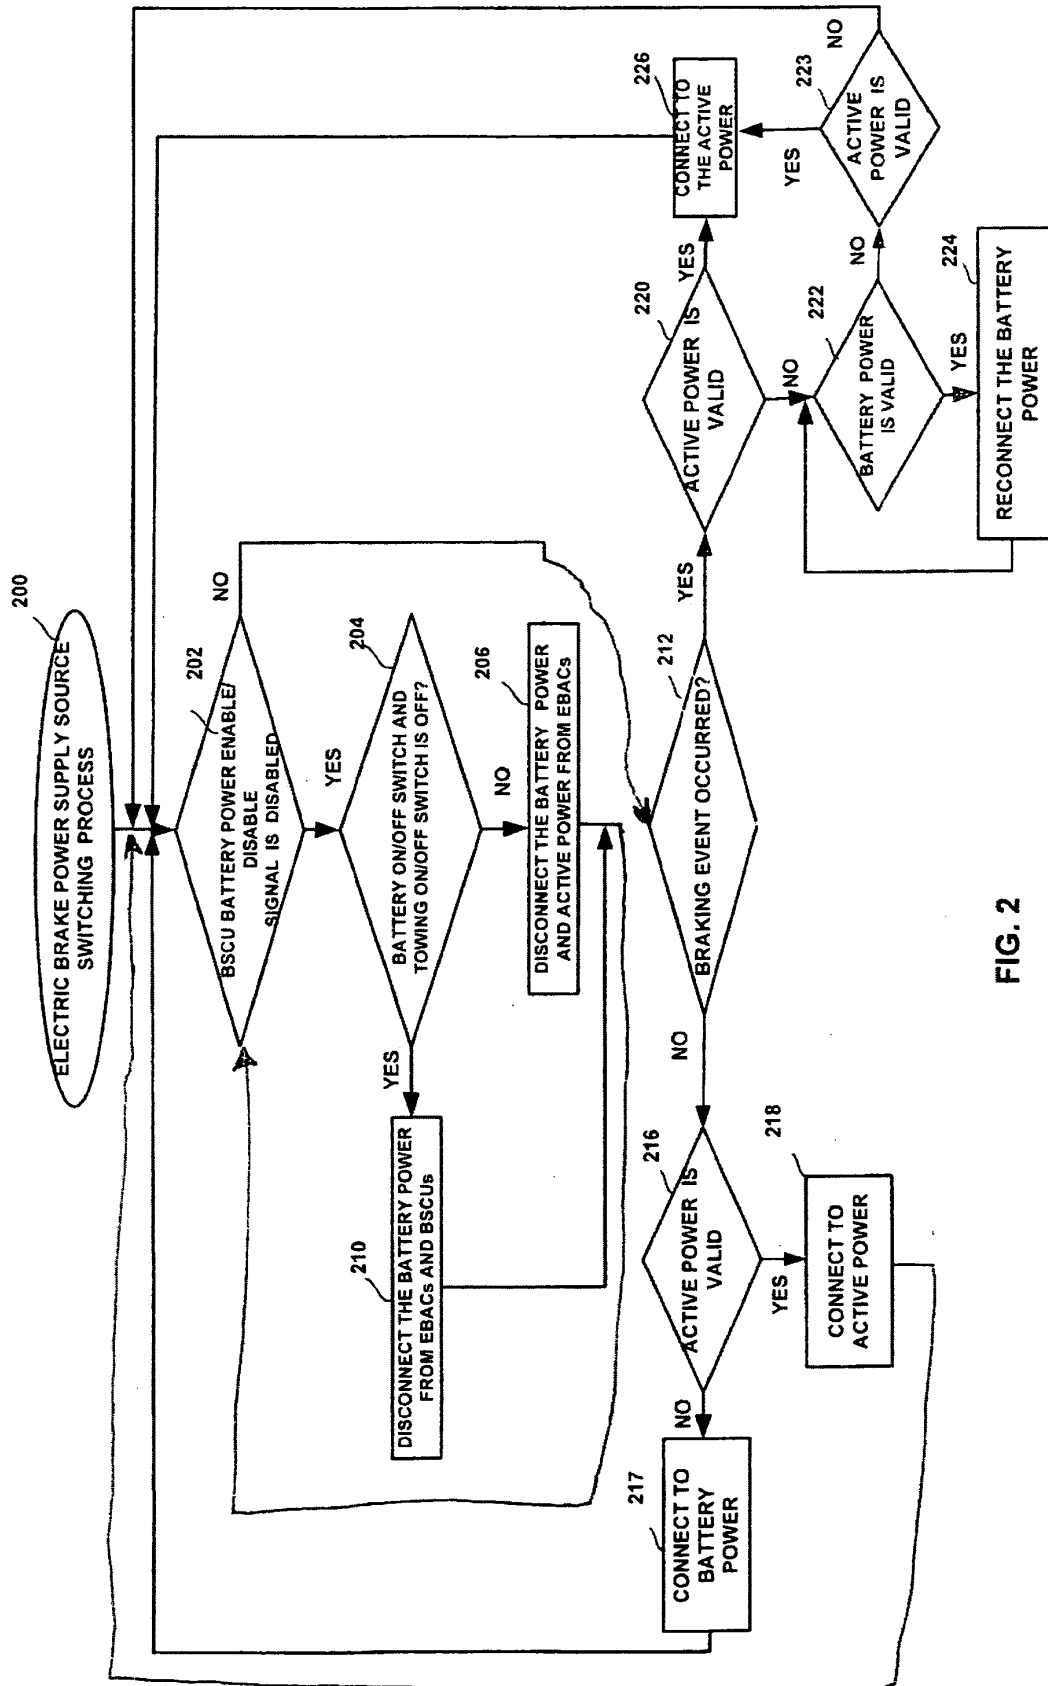 200
ELECTRIC BRAKE POWER SUPPLY SOURCE
SWITCHING PROCESS
202
BSCU BATTERY POWER ENABLE/
DISABLE
SIGNAL IS DISABLED
NO
YES
204
BATTERY ON/OFF SWITCH AND
TOWING ON/OFF SWITCH IS OFF?
YES
NO
206
DISCONNECT THE BATTERY POWER
AND ACTIVE POWER FROM EBACs
210
DISCONNECT THE BATTERY POWER
FROM EBACs AND BSCUs
212
BRAKING EVENT OCCURRED?
NO
YES
216
ACTIVE POWER IS
VALID
NO
YES
217
CONNECT TO
BATTERY
POWER
218
CONNECT TO
ACTIVE POWER
220
ACTIVE POWER IS
VALID
YES
NO
226
CONNECT TO
THE ACTIVE
POWER
222
BATTERY POWER
IS VALID
NO
YES
223
ACTIVE
POWER IS
VALID
YES
NO
224
RECONNECT THE BATTERY
POWER
FIG. 2